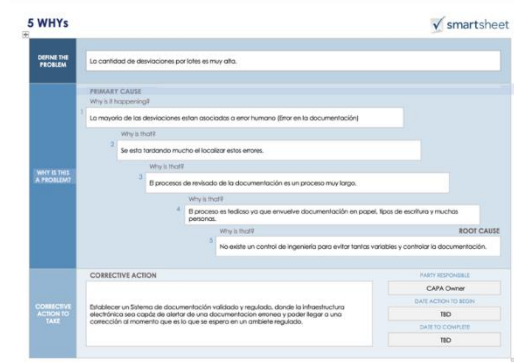 5 WHYs
smartsheet
DEFINE THE
PROBLEM
La cantidad de desviaciones por lotes es muy alta.
PRIMARY CAUSE
Why is it happening?
WHY IS THIS
A PROBLEM?
1
La mayoría de las desviaciones estan asociadas a error humano (Error en la documentación)
Why is that?
2
Se esta tardando mucho el localizar estos errores.
Why is that?
3
El procesos de revisado de la documentación es un proceso muy largo.
Why is that?
4
El proceso es tedioso ya que envuelve documentación en papel, tipos de escritura y muchas
personas.
Why is that?
ROOT CAUSE
5
No existe un control de ingeniería para evitar tantas variables y controlar la documentación.
CORRECTIVE
ACTION TO
TAKE
CORRECTIVE ACTION
Establecer un Sistema de documentación validado y regulado, donde la infraestructura
electrónica sea capáz de alertar de una documentacion erronea y poder llegar a una
corrección al momento que es lo que se espera en un ambiete regulado.
PARTY RESPONSIBLE
CAPA Owner
DATE ACTION TO BEGIN
TBD
DATE TO COMPLETE
TBD